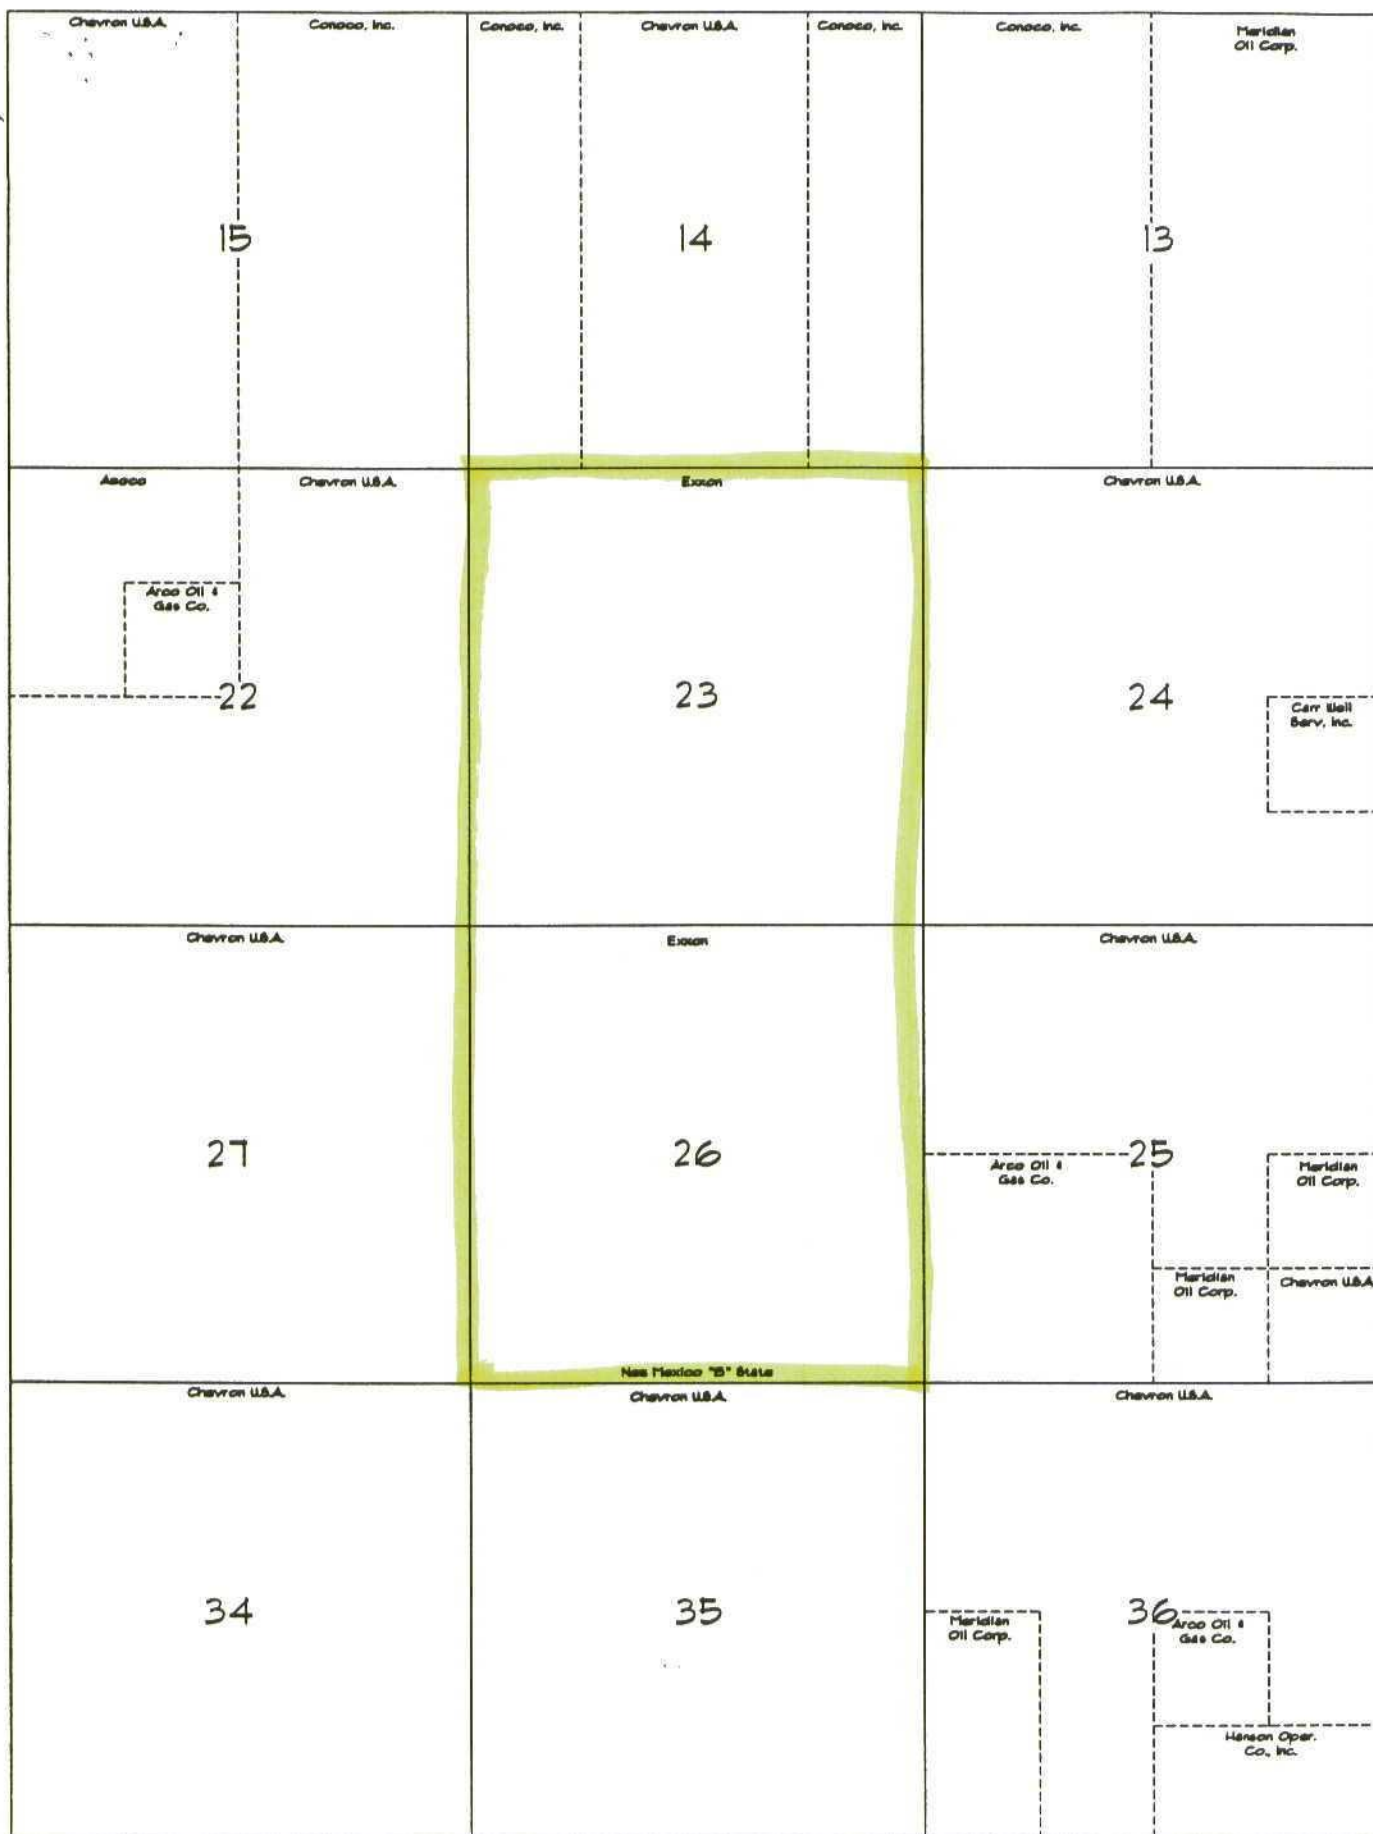 Chevron U.S.A.
Conoco, Inc.
Conoco, Inc.
Chevron U.S.A.
Conoco, Inc.
Conoco, Inc.
Meridian
Oil Corp.
15
14
13
Chevron U.S.A.
Exxon
Chevron U.S.A.
Arco Oil &
Gas Co.
22
23
24
Carr Well
Serv, Inc.
Chevron U.S.A.
Exxon
Chevron U.S.A.
27
26
25
Arco Oil &
Gas Co.
Meridian
Oil Corp.
Meridian
Oil Corp.
Chevron U.S.A.
New Mexico "S" State
Chevron U.S.A.
Chevron U.S.A.
Chevron U.S.A.
34
35
36
Meridian
Oil Corp.
Arco Oil &
Gas Co.
Hanson Oper.
Co., Inc.